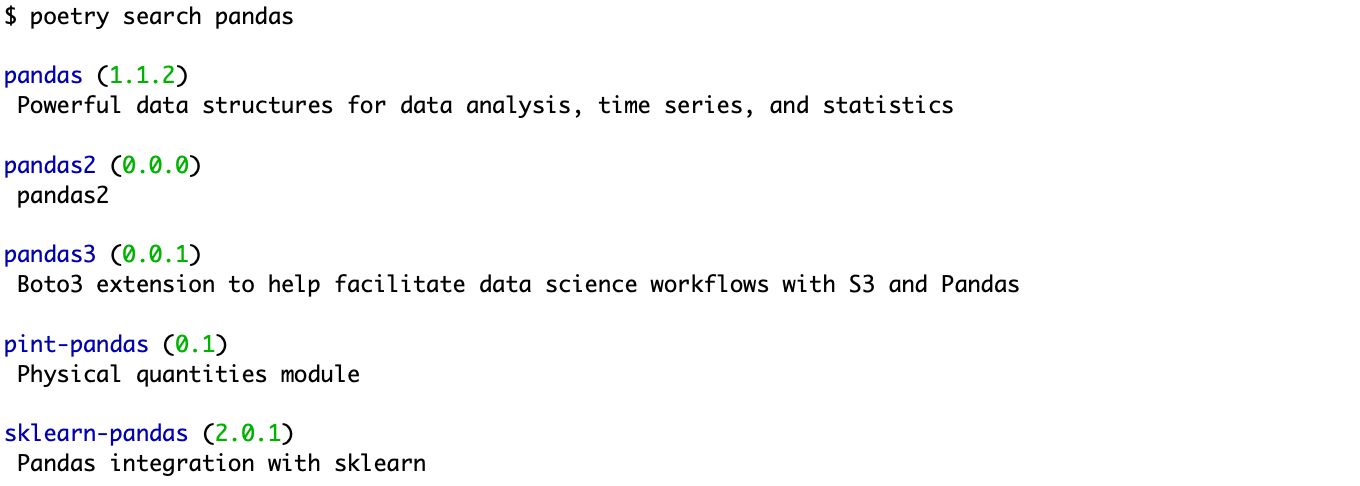 $ poetry search pandas
pandas (1.1.2)
Powerful data structures for data analysis, time series, and statistics
pandas2 (0.0.0)
pandas2
pandas3 (0.0.1)
Boto3 extension to help facilitate data science workflows with S3 and Pandas
pint-pandas (0.1)
Physical quantities module
sklearn-pandas (2.0.1)
Pandas integration with sklearn